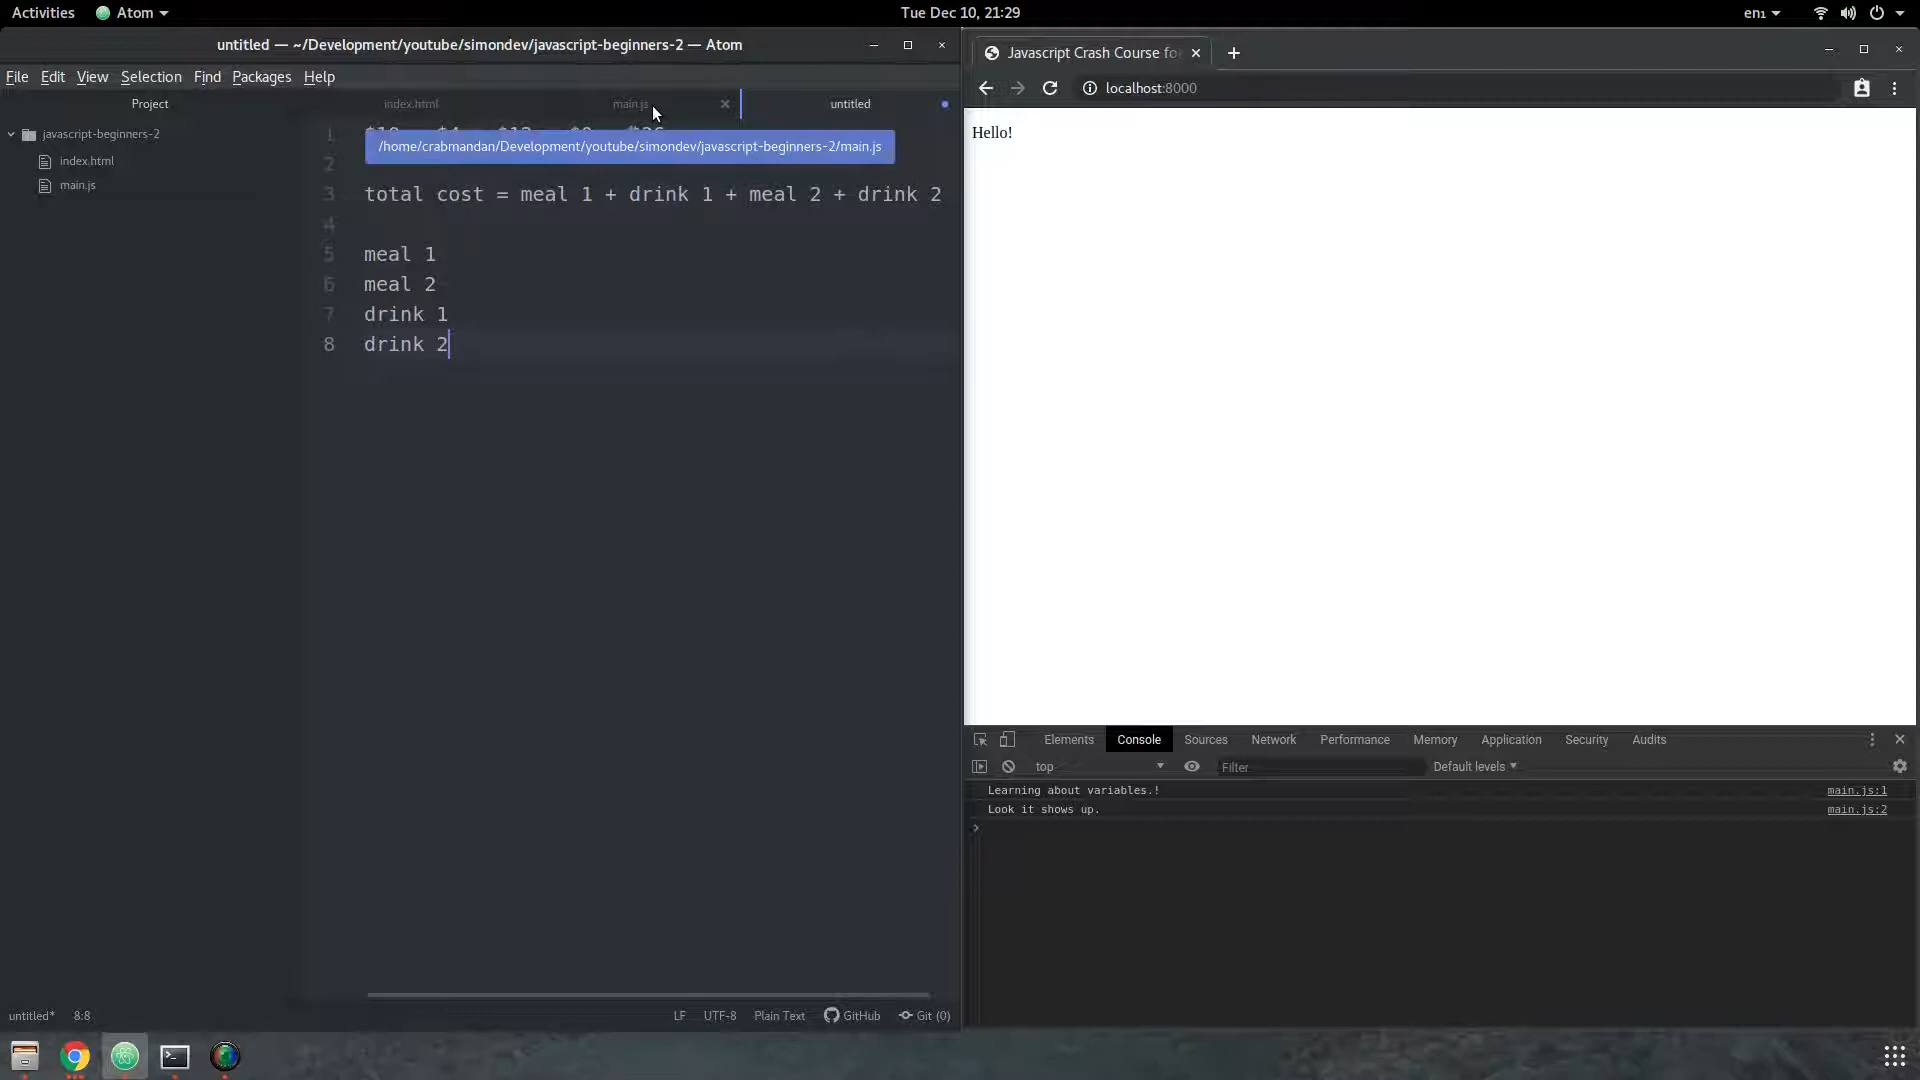 Activities Atom Tue Dec 10, 21:29 en1
untitled — ~/Development/youtube/simondev/javascript-beginners-2 — Atom
File Edit View Selection Find Packages Help
Project index.html main.js untitled
javascript-beginners-2
index.html
main.js
1
/home/crabmandan/Development/youtube/simondev/javascript-beginners-2/main.js
2
3 total cost = meal 1 + drink 1 + meal 2 + drink 2
4
5 meal 1
6 meal 2
7 drink 1
8 drink 2
untitled* 8:8 LF UTF-8 Plain Text GitHub Git (0)
Javascript Crash Course fo
localhost:8000
Hello!
Elements Console Sources Network Performance Memory Application Security Audits
top Filter Default levels
Learning about variables.! main.js:1
Look it shows up. main.js:2